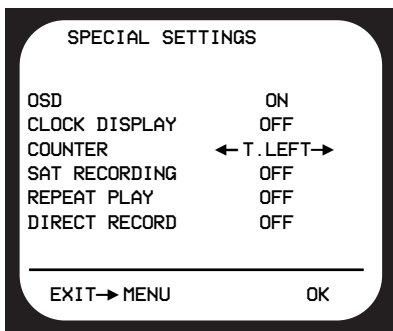 SPECIAL SETTINGS
OSD ON
CLOCK DISPLAY OFF
COUNTER ←T.LEFT→
SAT RECORDING OFF
REPEAT PLAY OFF
DIRECT RECORD OFF
EXIT→MENU OK